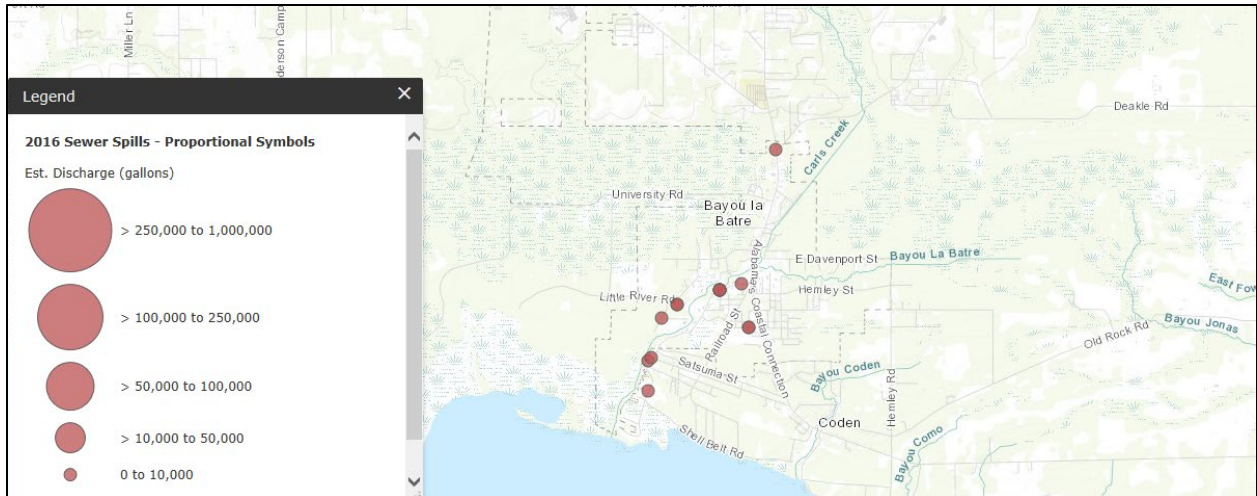 Miller Ln
derson Camp
Legend
×
2016 Sewer Spills - Proportional Symbols
Est. Discharge (gallons)
> 250,000 to 1,000,000
> 100,000 to 250,000
> 50,000 to 100,000
> 10,000 to 50,000
0 to 10,000
Deakle Rd
Carls Creek
University Rd
Bayou la
Batre
E Davenport St
Bayou La Batre
Alabama's Coastal Connection
Little River Rd
Hemley St
East Fow
Bayou Jonas
Railroad St
Old Rock Rd
Satsuma St
Bayou Coden
Hemley Rd
Coden
Shell Belt Rd
Bayou Como